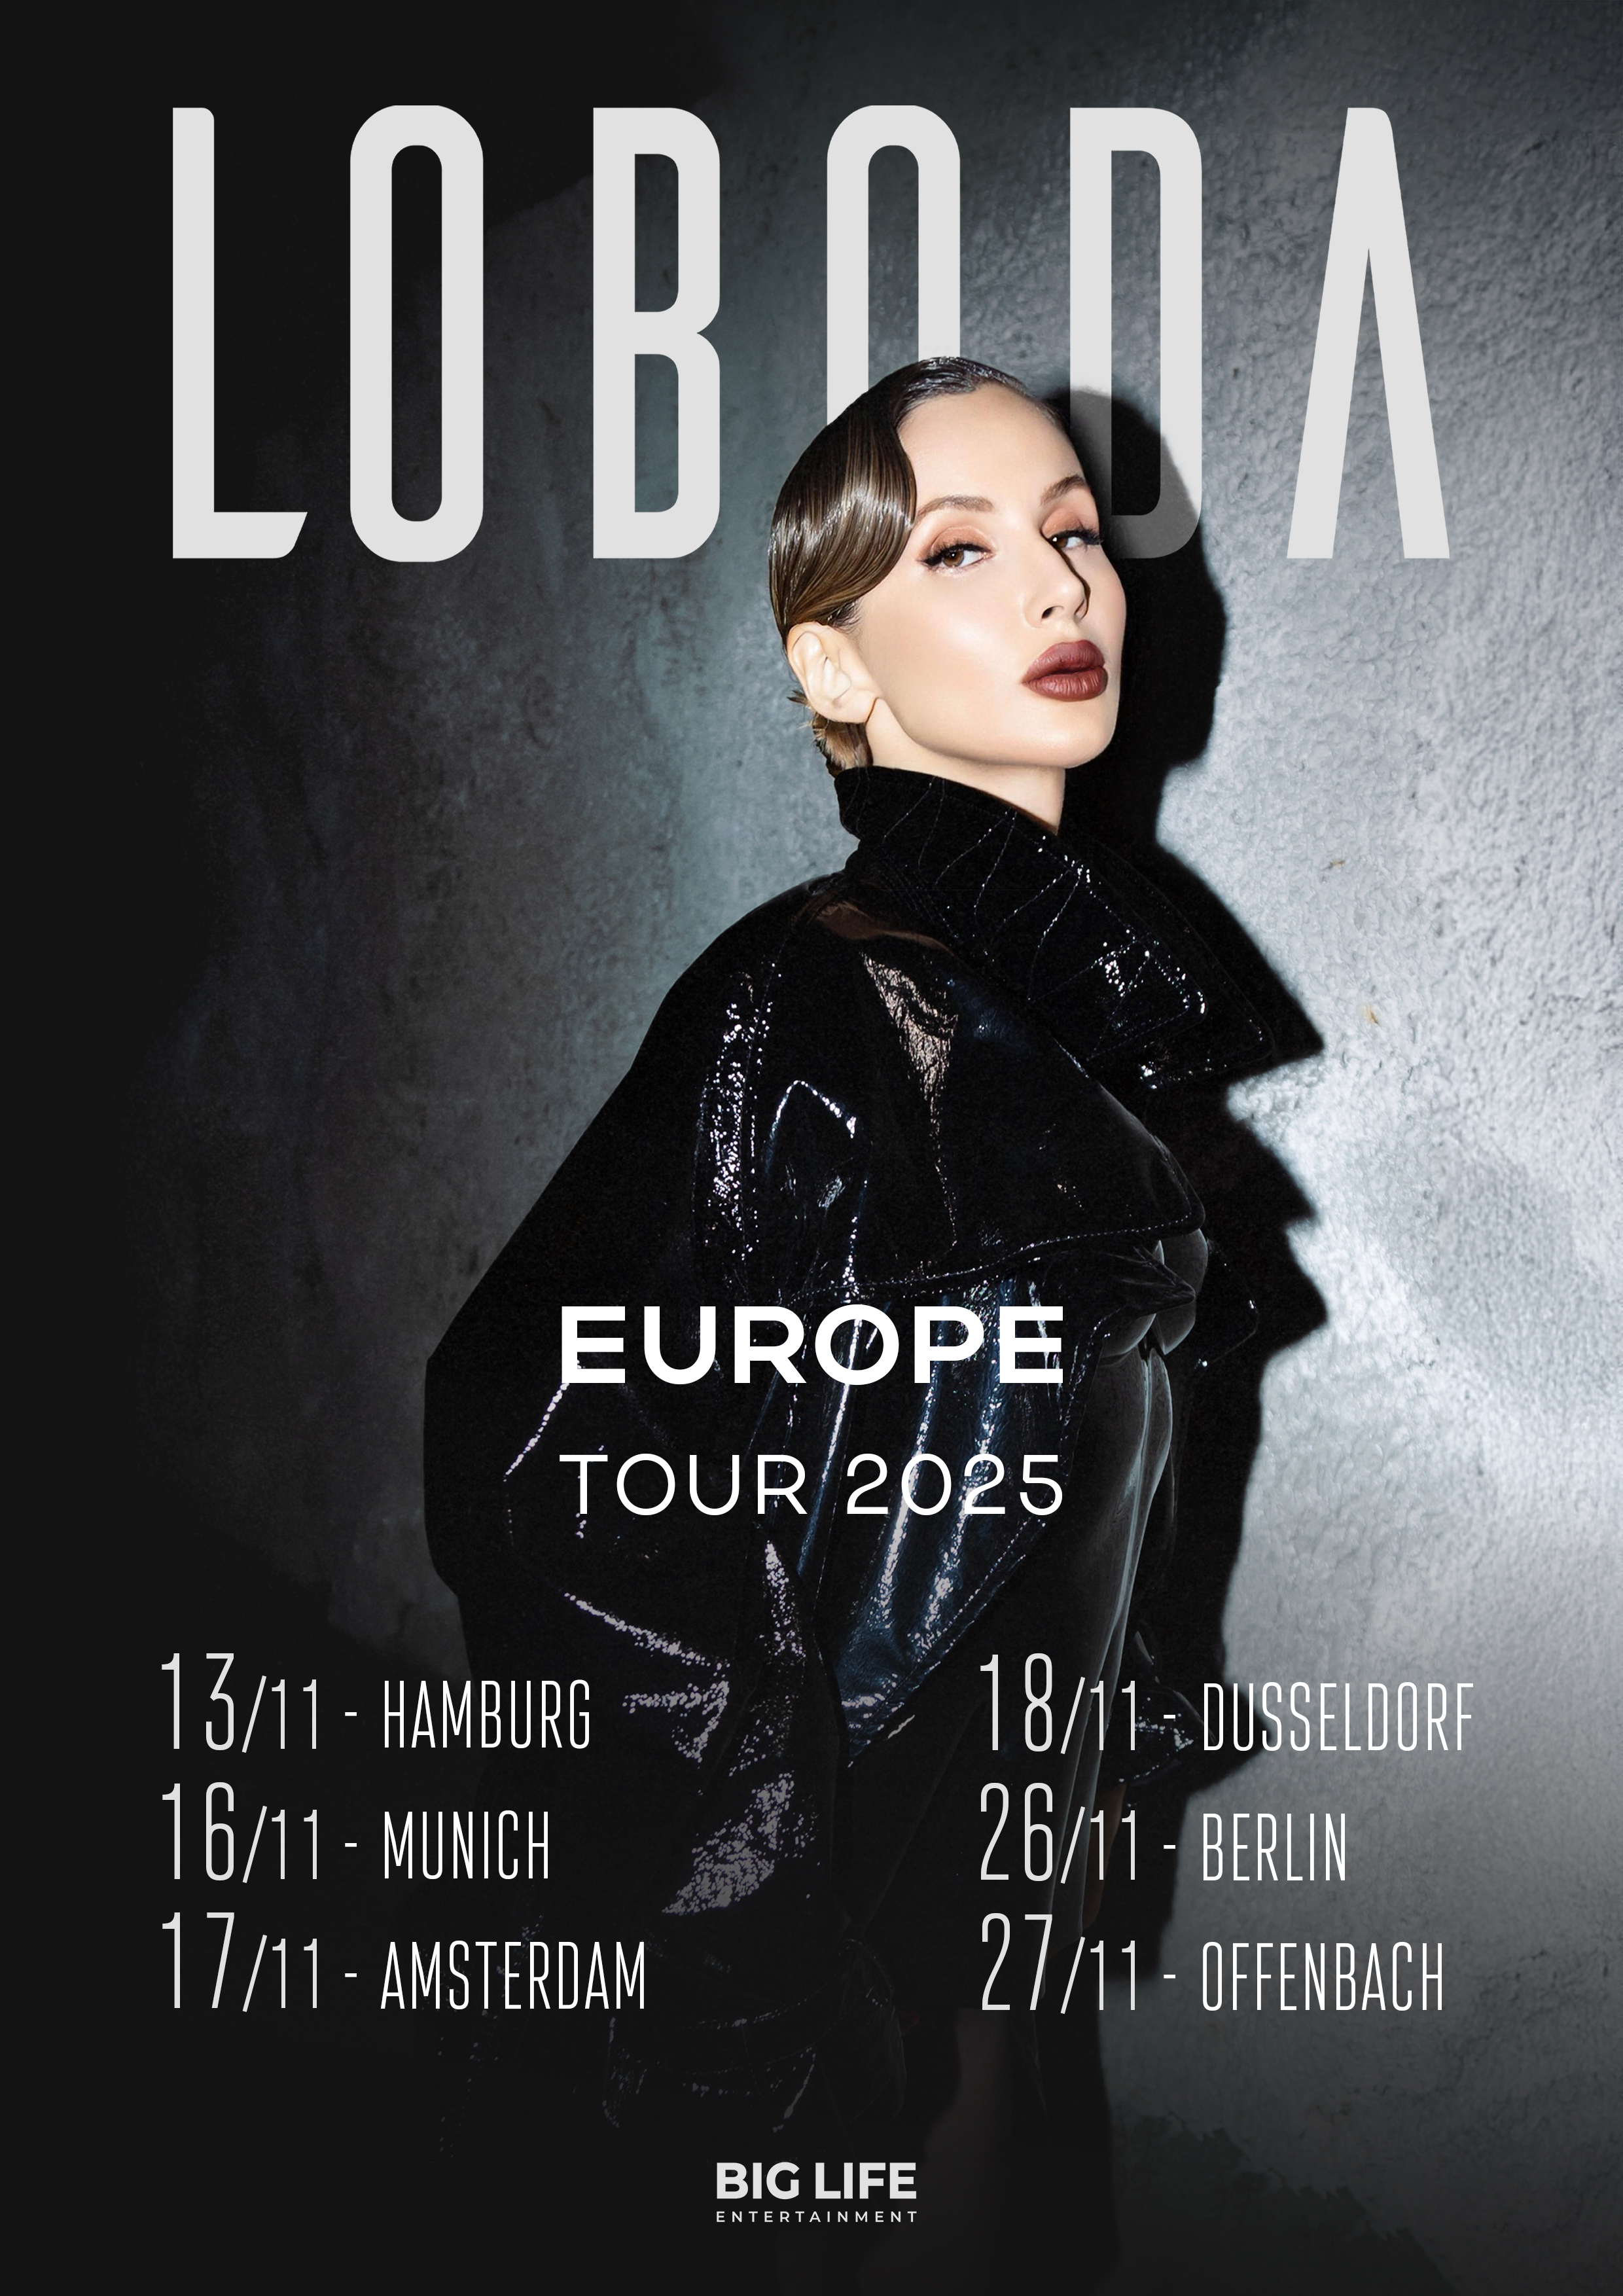 LOBODA
EUROPE
TOUR 2025
13/11 - HAMBURG
16/11 - MUNICH
17/11 - AMSTERDAM
18/11 - DUSSELDORF
26/11 - BERLIN
27/11 - OFFENBACH
BIG LIFE
ENTERTAINMENT